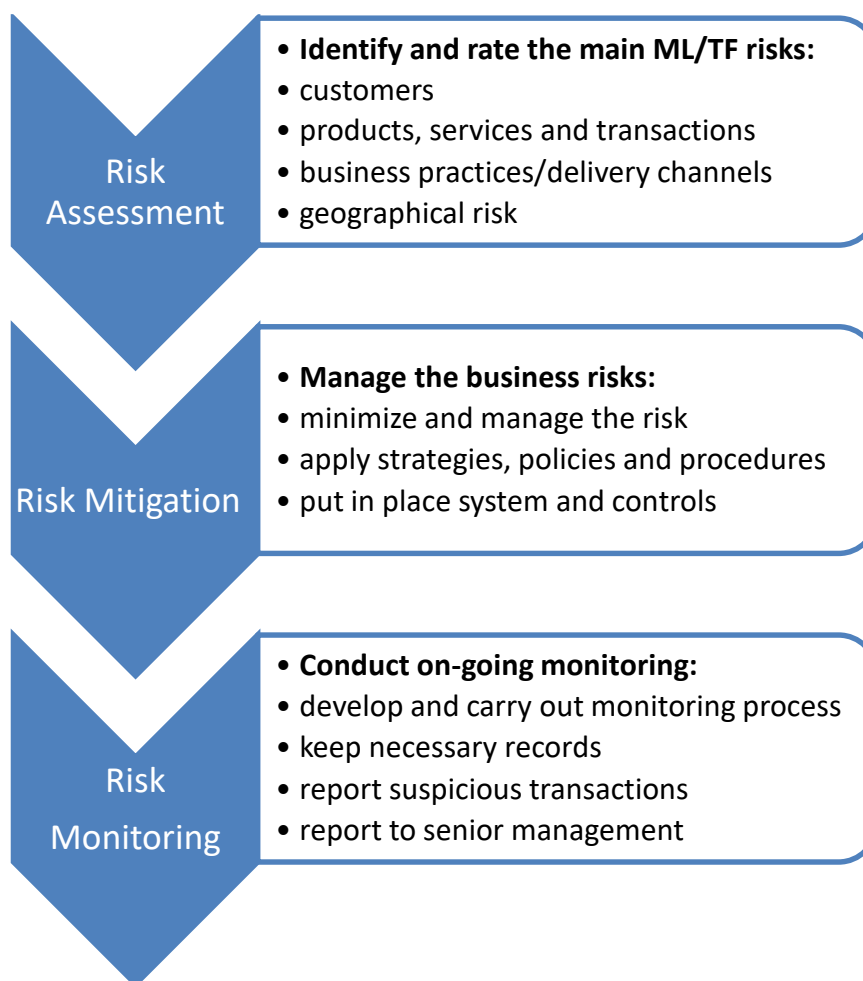 Risk
Assessment
• Identify and rate the main ML/TF risks:
• customers
• products, services and transactions
• business practices/delivery channels
• geographical risk
Risk Mitigation
• Manage the business risks:
• minimize and manage the risk
• apply strategies, policies and procedures
• put in place system and controls
Risk
Monitoring
• Conduct on-going monitoring:
• develop and carry out monitoring process
• keep necessary records
• report suspicious transactions
• report to senior management